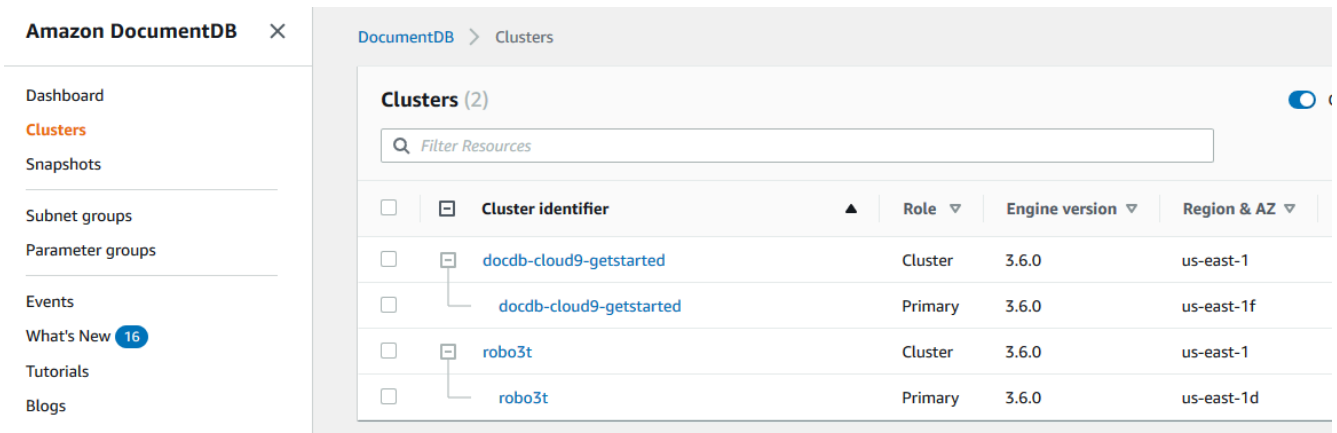 Amazon DocumentDB
Dashboard
Clusters
Snapshots
Subnet groups
Parameter groups
Events
What's New 16
Tutorials
Blogs
DocumentDB > Clusters
Clusters (2)
Filter Resources
Cluster identifier Role Engine version Region & AZ
docdb-cloud9-getstarted Cluster 3.6.0 us-east-1
docdb-cloud9-getstarted Primary 3.6.0 us-east-1f
robo3t Cluster 3.6.0 us-east-1
robo3t Primary 3.6.0 us-east-1d